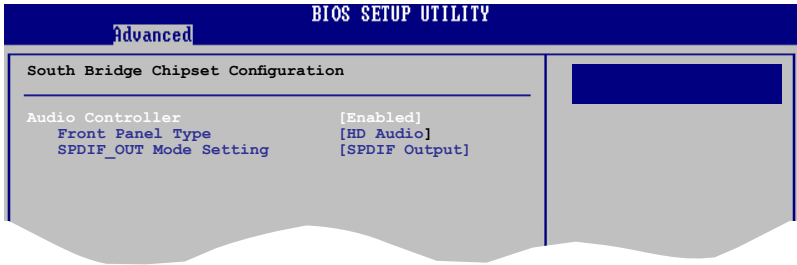 BIOS SETUP UTILITY
Advanced
South Bridge Chipset Configuration
Audio Controller [Enabled]
Front Panel Type [HD Audio]
SPDIF_OUT Mode Setting [SPDIF Output]